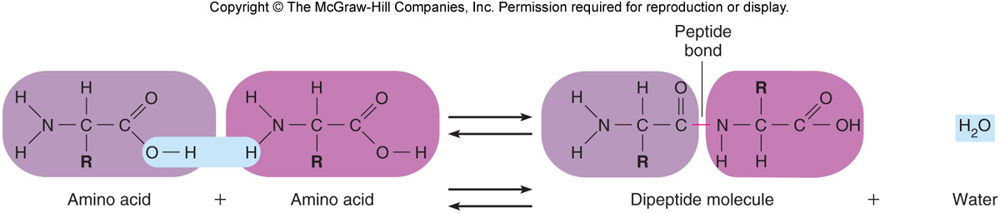 Copyright © The McGraw-Hill Companies, Inc. Permission required for reproduction or display.
Peptide
bond
H H O H H O H O R O
H N C C H N C C H N C C N C C OH H₂O
H R O H H R O H H R H H
Amino acid + Amino acid Dipeptide molecule + Water